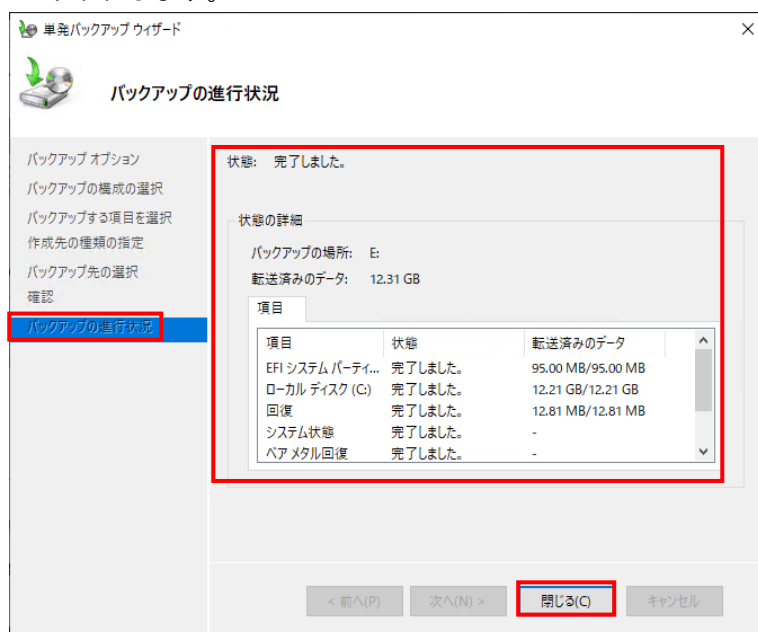 単発バックアップ ウィザード
バックアップの進行状況
バックアップ オプション
バックアップの構成の選択
バックアップする項目を選択
作成先の種類の指定
バックアップ先の選択
確認
バックアップの進行状況
状態: 完了しました。
状態の詳細
バックアップの場所: E:
転送済みのデータ: 12.31 GB
項目
項目 状態 転送済みのデータ
EFI システム パーティ... 完了しました。 95.00 MB/95.00 MB
ローカル ディスク (C:) 完了しました。 12.21 GB/12.21 GB
回復 完了しました。 12.81 MB/12.81 MB
システム状態 完了しました。 -
ベア メタル回復 完了しました。 -
< 前へ(P) 次へ(N) > 閉じる(C) キャンセル